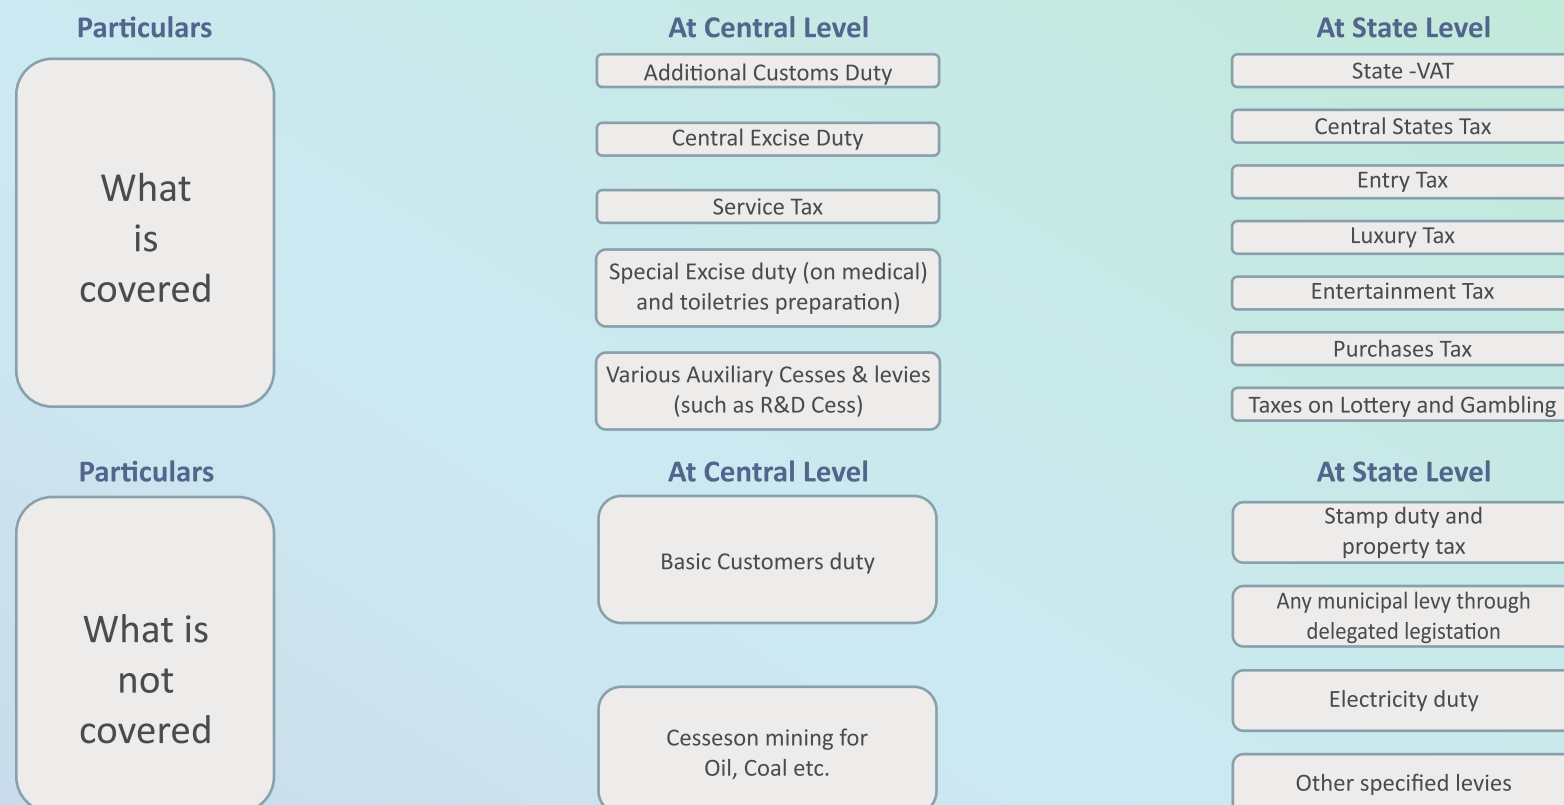 Particulars
At Central Level
At State Level
What
is
covered
Additional Customs Duty
Central Excise Duty
Service Tax
Special Excise duty (on medical)
and toiletries preparation)
Various Auxiliary Cesses & levies
(such as R&D Cess)
State -VAT
Central States Tax
Entry Tax
Luxury Tax
Entertainment Tax
Purchases Tax
Taxes on Lottery and Gambling
Particulars
At Central Level
At State Level
What is
not
covered
Basic Customers duty
Cesseson mining for
Oil, Coal etc.
Stamp duty and
property tax
Any municipal levy through
delegated legistation
Electricity duty
Other specified levies